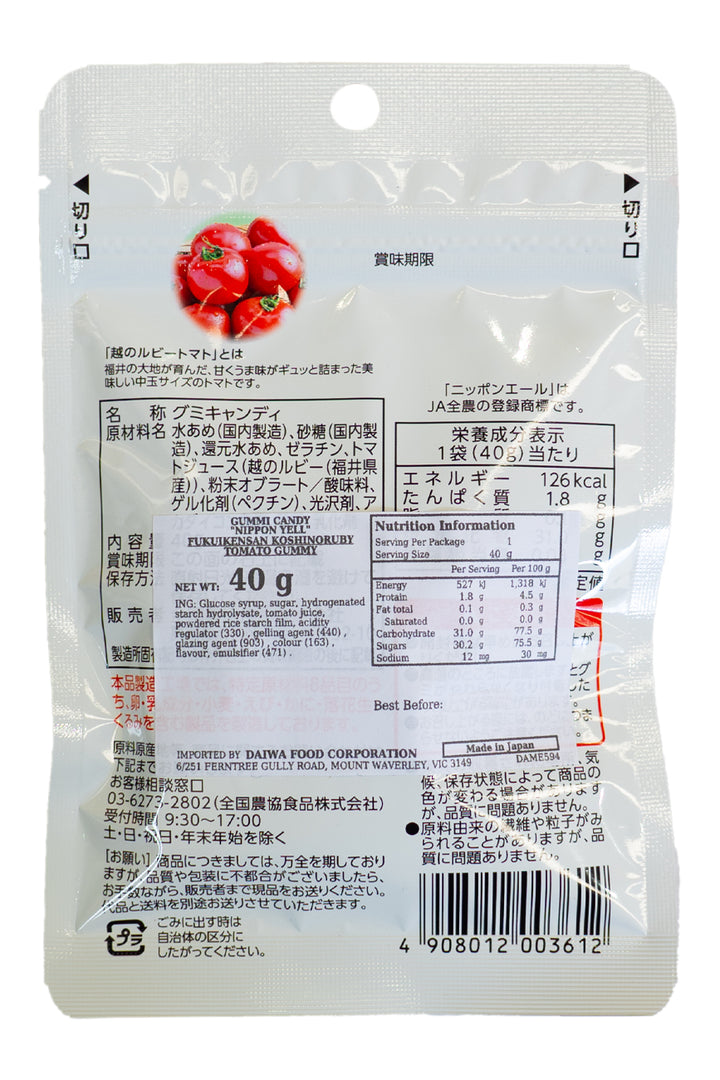 切り口
切り口
賞味期限
「越のルビートマト」とは
福井の大地が育んだ、甘くうま味がギュッと詰まった美
味しい中玉サイズのトマトです。
「ニッポンエール」は
JA全農の登録商標です。
名 称 グミキャンディ
原材料名 水あめ(国内製造)、砂糖(国内製
造)、還元水あめ、ゼラチン、トマ
トジュース(越のルビー(福井県
産))、粉末オブラート/酸味料、
ゲル化剤(ペクチン)、光沢剤、ア
内容
賞味期限
保存方法
販売者
製造所固
栄養成分表示
1袋(40g)当たり
エネルギー 126kcal
たんぱく質 1.8 g
GUMMI CANDY
"NIPPON YELL"
FUKUIKENSAN KOSHINORUBY
TOMATO GUMMY
NET WT: 40 g
ING: Glucose syrup, sugar, hydrogenated
starch hydrolysate, tomato juice,
powdered rice starch film, acidity
regulator (330) , gelling agent (440) ,
glazing agent (903) , colour (163) ,
flavour, emulsifier (471) .
Nutrition Information
Serving Per Package 1
Serving Size 40 g
Per Serving Per 100 g
Energy 527 kJ 1,318 kJ
Protein 1.8 g 4.5 g
Fat total 0.1 g 0.3 g
Saturated 0.0 g 0.0 g
Carbohydrate 31.0 g 77.5 g
Sugars 30.2 g 75.5 g
Sodium 12 mg 30 mg
Best Before:
Made in Japan
IMPORTED BY DAIWA FOOD CORPORATION
6/251 FERNTREE GULLY ROAD, MOUNT WAVERLEY, VIC 3149
DAME594
本品製造
ち、卵・乳
くるみを
原料原産
下記まで
お客様相談窓口
03-6273-2802(全国農協食品株式会社)
受付時間 9:30~17:00
土・日・祝日・年末年始を除く
【お願い】商品につきましては、万全を期しており
ますが、品質や包装に不都合がございましたら、
お手数ながら、販売者まで現品をお送りください。
代品と送料を別途お送りさせていただきます。
候、保存状態によって商品の
色が変わる場合があります
が、品質に問題ありません。
●原料由来の繊維や粒子がみ
られることがありますが、品
質に問題ありません。
プラ
ごみに出す時は
自治体の区分に
したがってください。
4 908012 003612